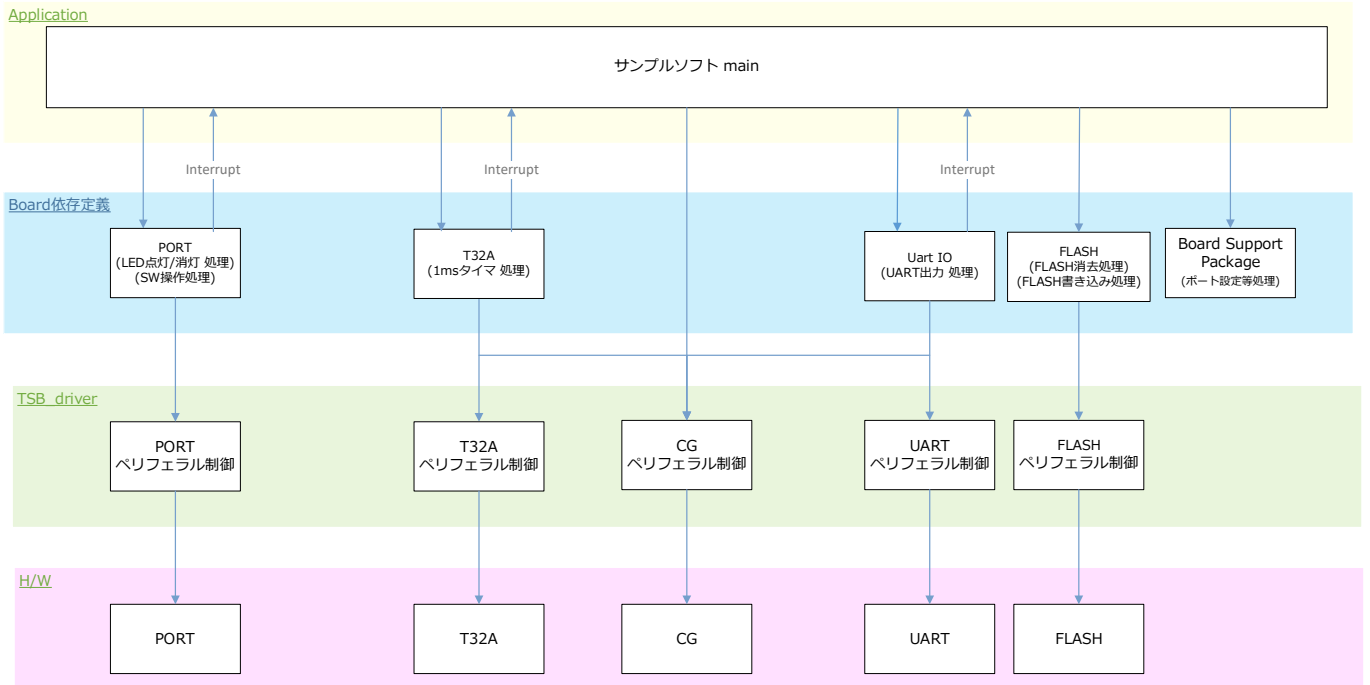 Application
サンプルソフト main
Interrupt
Interrupt
Interrupt
Board依存定義
PORT
(LED点灯/消灯 処理)
(SW操作処理)
T32A
(1msタイマ 処理)
Uart IO
(UART出力 処理)
FLASH
(FLASH消去処理)
(FLASH書き込み処理)
Board Support
Package
(ポート設定等処理)
TSB_driver
PORT
ペリフェラル制御
T32A
ペリフェラル制御
CG
ペリフェラル制御
UART
ペリフェラル制御
FLASH
ペリフェラル制御
H/W
PORT
T32A
CG
UART
FLASH